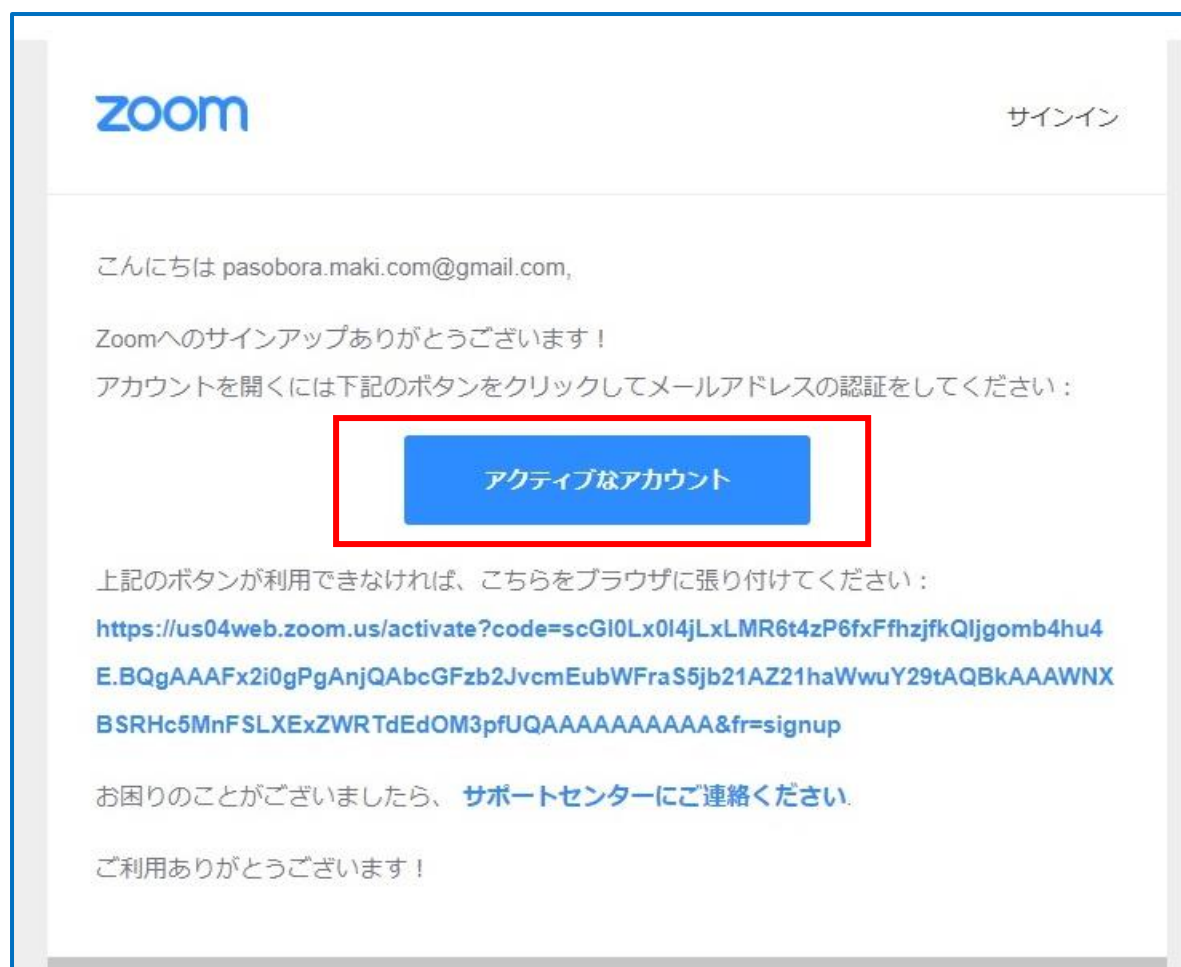 zoom
サインイン
こんにちは pasobora.maki.com@gmail.com,
Zoomへのサインアップありがとうございます！
アカウントを開くには下記のボタンをクリックしてメールアドレスの認証をしてください：
アクティブなアカウント
上記のボタンが利用できなければ、こちらをブラウザに張り付けてください：
https://us04web.zoom.us/activate?code=scGl0Lx0l4jLxLMR6t4zP6fxFfhzjfkQljgomb4hu4
E.BQgAAAFx2i0gPgAnjQAbcGFzb2JvcmEubWFraS5jb21AZ21haWwuY29tAQBkAAAWNX
BSRHc5MnFSLXExZWRTdEdOM3pfUQAAAAAAAAAA&fr=signup
お困りのことがございましたら、 サポートセンターにご連絡ください.
ご利用ありがとうございます！